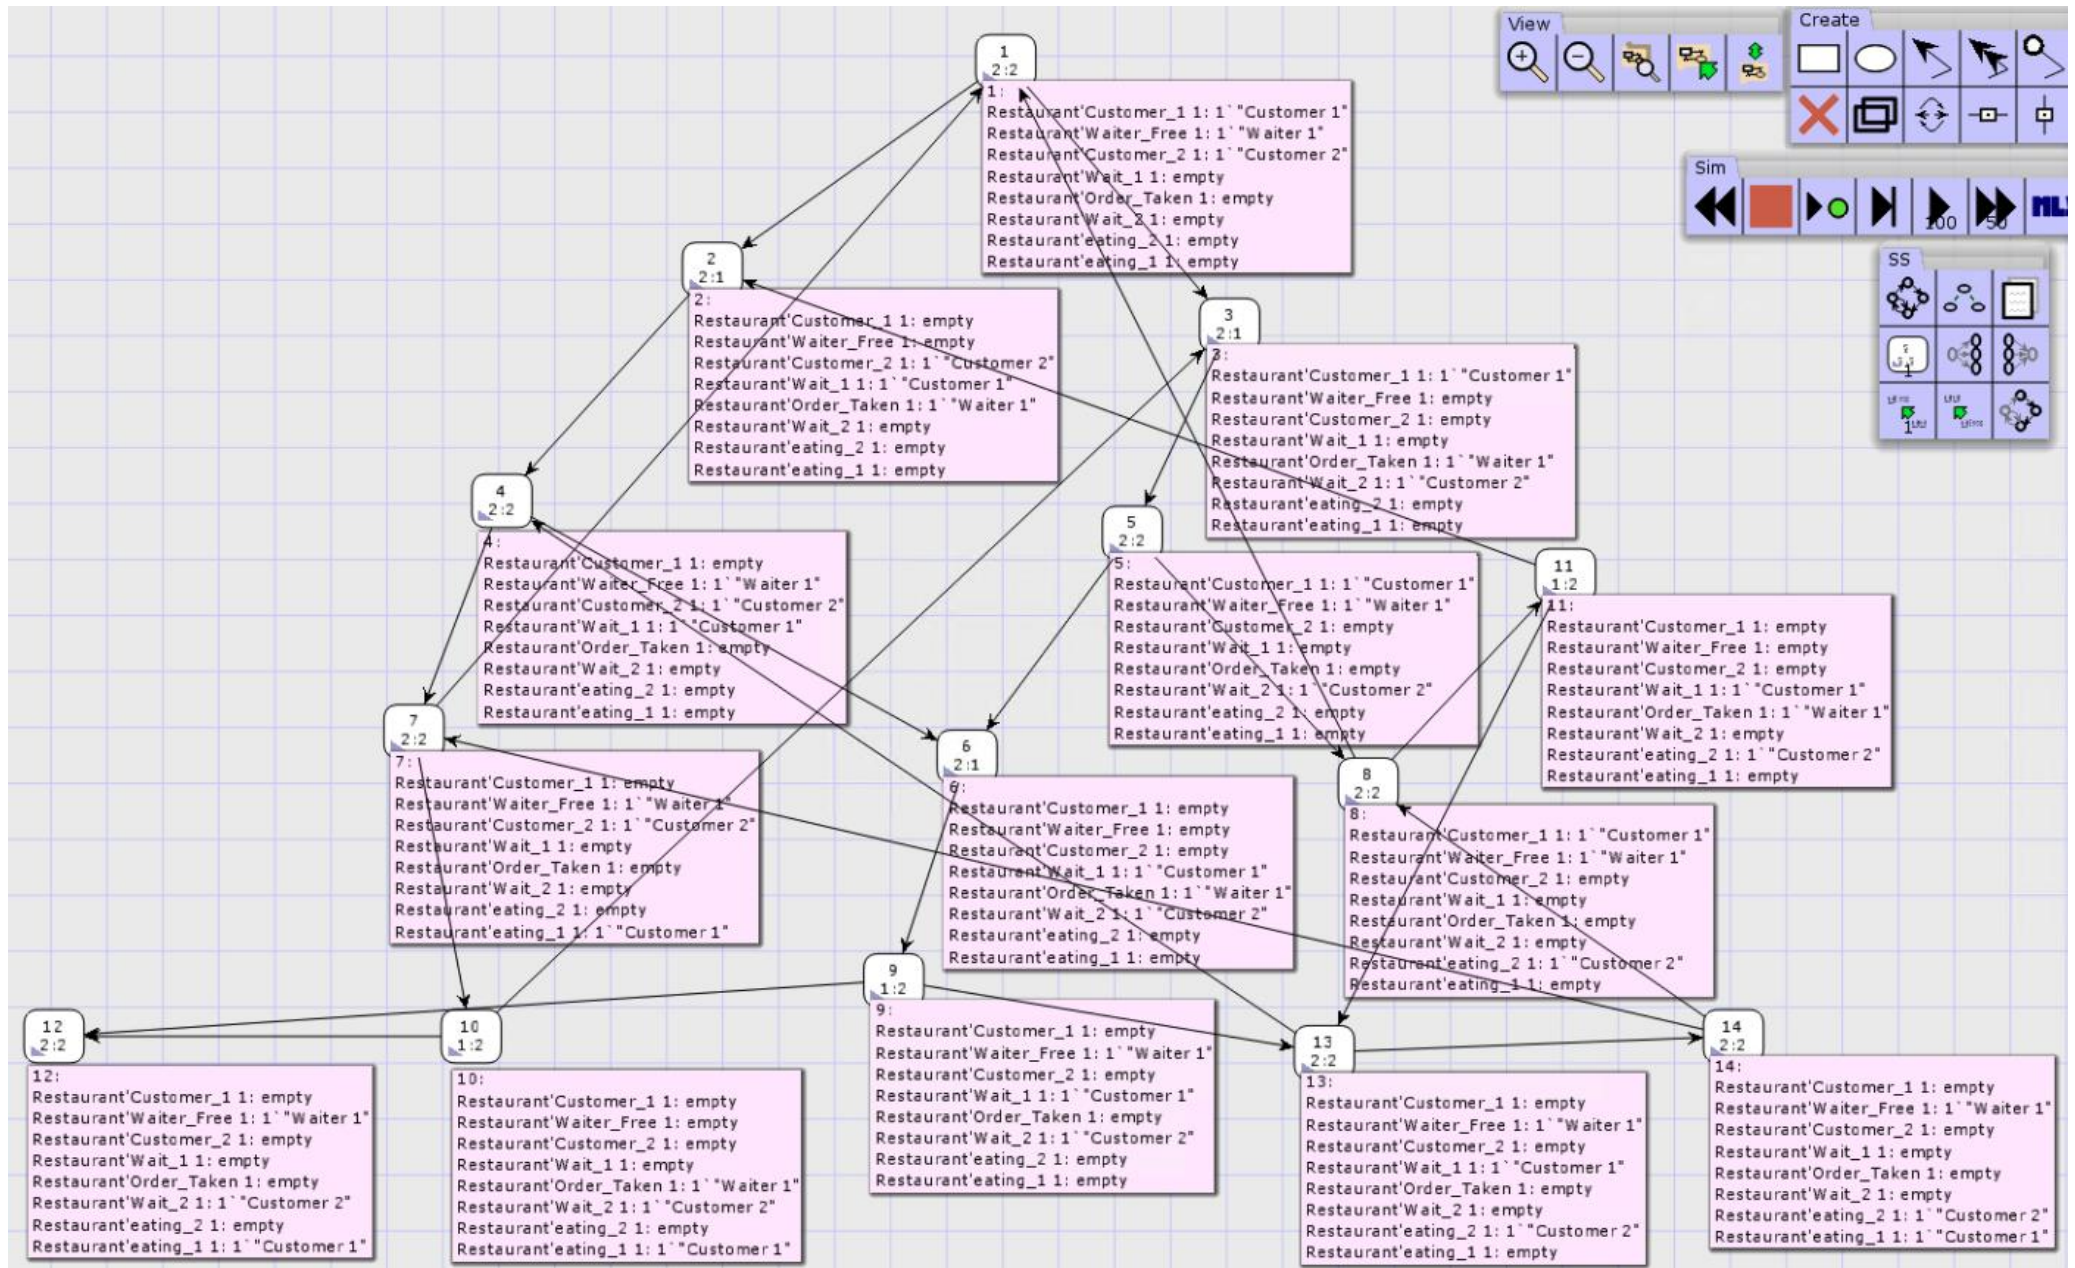 View
Create
Sim
100
50
ML
SS
1
2:2
1:
Restaurant'Customer_1 1: 1`"Customer 1"
Restaurant'Waiter_Free 1: 1`"Waiter 1"
Restaurant'Customer_2 1: 1`"Customer 2"
Restaurant'Wait_1 1: empty
Restaurant'Order_Taken 1: empty
Restaurant'Wait_2 1: empty
Restaurant'eating_2 1: empty
Restaurant'eating_1 1: empty
2
2:1
2:
Restaurant'Customer_1 1: empty
Restaurant'Waiter_Free 1: empty
Restaurant'Customer_2 1: 1`"Customer 2"
Restaurant'Wait_1 1: 1`"Customer 1"
Restaurant'Order_Taken 1: 1`"Waiter 1"
Restaurant'Wait_2 1: empty
Restaurant'eating_2 1: empty
Restaurant'eating_1 1: empty
3
2:1
3:
Restaurant'Customer_1 1: 1`"Customer 1"
Restaurant'Waiter_Free 1: empty
Restaurant'Customer_2 1: empty
Restaurant'Wait_1 1: empty
Restaurant'Order_Taken 1: 1`"Waiter 1"
Restaurant'Wait_2 1: 1`"Customer 2"
Restaurant'eating_2 1: empty
Restaurant'eating_1 1: empty
4
2:2
4:
Restaurant'Customer_1 1: empty
Restaurant'Waiter_Free 1: 1`"Waiter 1"
Restaurant'Customer_2 1: 1`"Customer 2"
Restaurant'Wait_1 1: 1`"Customer 1"
Restaurant'Order_Taken 1: empty
Restaurant'Wait_2 1: empty
Restaurant'eating_2 1: empty
Restaurant'eating_1 1: empty
5
2:2
5:
Restaurant'Customer_1 1: 1`"Customer 1"
Restaurant'Waiter_Free 1: 1`"Waiter 1"
Restaurant'Customer_2 1: empty
Restaurant'Wait_1 1: empty
Restaurant'Order_Taken 1: empty
Restaurant'Wait_2 1: 1`"Customer 2"
Restaurant'eating_2 1: empty
Restaurant'eating_1 1: empty
11
1:2
11:
Restaurant'Customer_1 1: empty
Restaurant'Waiter_Free 1: empty
Restaurant'Customer_2 1: empty
Restaurant'Wait_1 1: 1`"Customer 1"
Restaurant'Order_Taken 1: 1`"Waiter 1"
Restaurant'Wait_2 1: empty
Restaurant'eating_2 1: 1`"Customer 2"
Restaurant'eating_1 1: empty
7
2:2
7:
Restaurant'Customer_1 1: empty
Restaurant'Waiter_Free 1: 1`"Waiter 1"
Restaurant'Customer_2 1: 1`"Customer 2"
Restaurant'Wait_1 1: empty
Restaurant'Order_Taken 1: empty
Restaurant'Wait_2 1: empty
Restaurant'eating_2 1: empty
Restaurant'eating_1 1: 1`"Customer 1"
6
2:1
6:
Restaurant'Customer_1 1: empty
Restaurant'Waiter_Free 1: empty
Restaurant'Customer_2 1: empty
Restaurant'Wait_1 1: 1`"Customer 1"
Restaurant'Order_Taken 1: 1`"Waiter 1"
Restaurant'Wait_2 1: 1`"Customer 2"
Restaurant'eating_2 1: empty
Restaurant'eating_1 1: empty
8
2:2
8:
Restaurant'Customer_1 1: 1`"Customer 1"
Restaurant'Waiter_Free 1: 1`"Waiter 1"
Restaurant'Customer_2 1: empty
Restaurant'Wait_1 1: empty
Restaurant'Order_Taken 1: empty
Restaurant'Wait_2 1: empty
Restaurant'eating_2 1: 1`"Customer 2"
Restaurant'eating_1 1: empty
12
2:2
12:
Restaurant'Customer_1 1: empty
Restaurant'Waiter_Free 1: 1`"Waiter 1"
Restaurant'Customer_2 1: empty
Restaurant'Wait_1 1: empty
Restaurant'Order_Taken 1: empty
Restaurant'Wait_2 1: 1`"Customer 2"
Restaurant'eating_2 1: empty
Restaurant'eating_1 1: 1`"Customer 1"
10
1:2
10:
Restaurant'Customer_1 1: empty
Restaurant'Waiter_Free 1: empty
Restaurant'Customer_2 1: empty
Restaurant'Wait_1 1: empty
Restaurant'Order_Taken 1: 1`"Waiter 1"
Restaurant'Wait_2 1: 1`"Customer 2"
Restaurant'eating_2 1: empty
Restaurant'eating_1 1: 1`"Customer 1"
9
1:2
9:
Restaurant'Customer_1 1: empty
Restaurant'Waiter_Free 1: 1`"Waiter 1"
Restaurant'Customer_2 1: empty
Restaurant'Wait_1 1: 1`"Customer 1"
Restaurant'Order_Taken 1: empty
Restaurant'Wait_2 1: 1`"Customer 2"
Restaurant'eating_2 1: empty
Restaurant'eating_1 1: empty
13
2:2
13:
Restaurant'Customer_1 1: empty
Restaurant'Waiter_Free 1: 1`"Waiter 1"
Restaurant'Customer_2 1: empty
Restaurant'Wait_1 1: 1`"Customer 1"
Restaurant'Order_Taken 1: empty
Restaurant'Wait_2 1: empty
Restaurant'eating_2 1: 1`"Customer 2"
Restaurant'eating_1 1: empty
14
2:2
14:
Restaurant'Customer_1 1: empty
Restaurant'Waiter_Free 1: 1`"Waiter 1"
Restaurant'Customer_2 1: empty
Restaurant'Wait_1 1: empty
Restaurant'Order_Taken 1: empty
Restaurant'Wait_2 1: empty
Restaurant'eating_2 1: 1`"Customer 2"
Restaurant'eating_1 1: 1`"Customer 1"